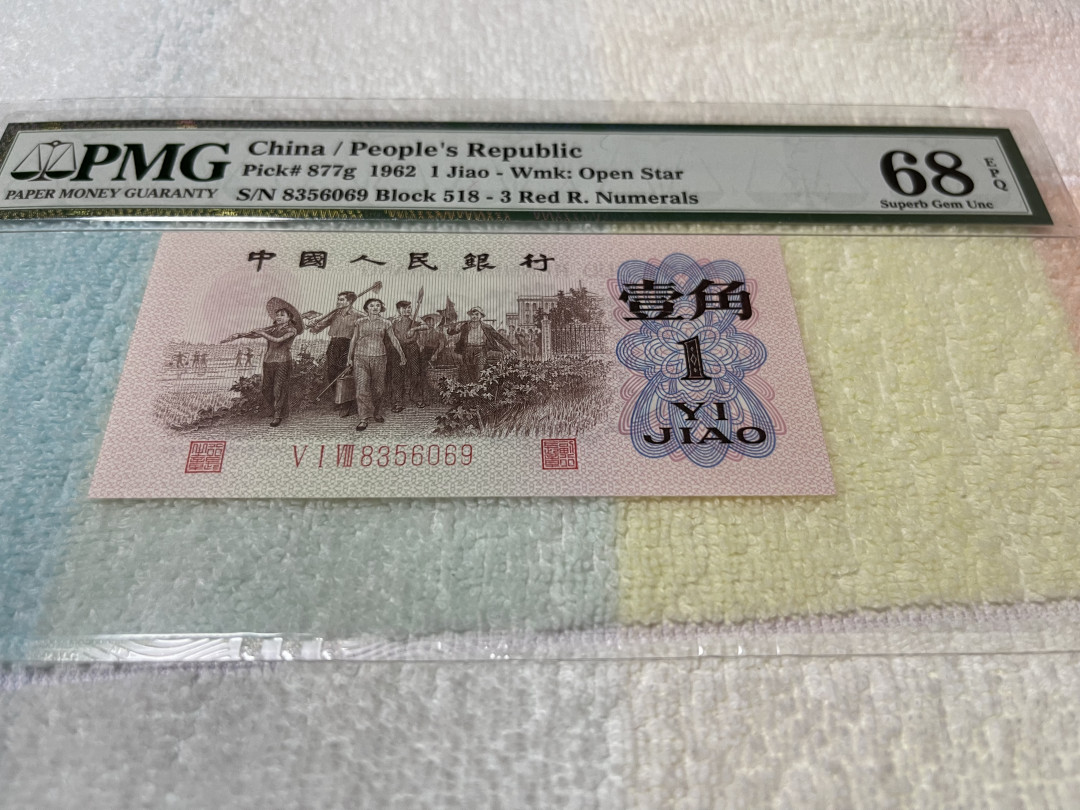 PMG
PAPER MONEY GUARANTY
China / People's Republic
Pick# 877g 1962 1 Jiao - Wmk: Open Star
S/N 8356069 Block 518 - 3 Red R. Numerals
68
EPQ
Superb Gem Unc
中國人民銀行
壹角
1
YI
JIAO
V I VIII 8356069